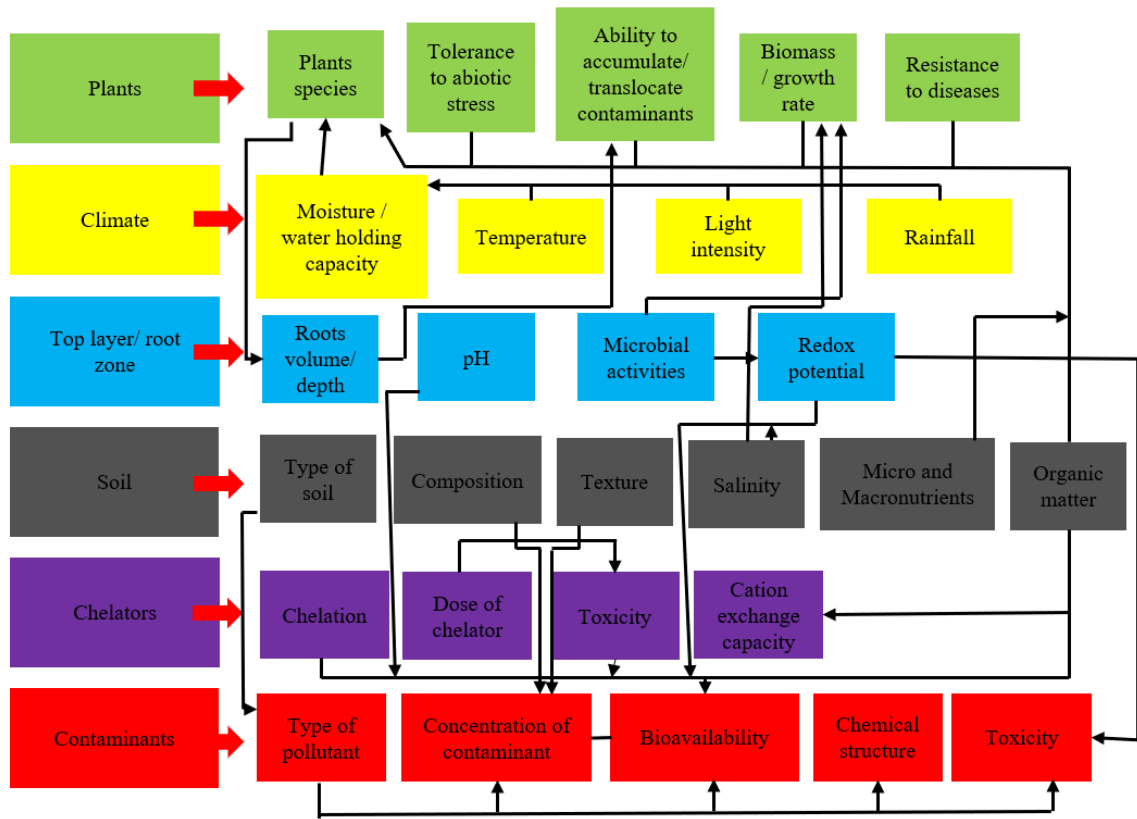 Plants
Plants
species
Tolerance
to abiotic
stress
Ability to
accumulate/
translocate
contaminants
Biomass
/ growth
rate
Resistance
to diseases
Climate
Moisture /
water holding
capacity
Temperature
Light
intensity
Rainfall
Top layer/ root
zone
Roots
volume/
depth
pH
Microbial
activities
Redox
potential
Soil
Type of
soil
Composition
Texture
Salinity
Micro and
Macronutrients
Organic
matter
Chelators
Chelation
Dose of
chelator
Toxicity
Cation
exchange
capacity
Contaminants
Type of
pollutant
Concentration of
contaminant
Bioavailability
Chemical
structure
Toxicity